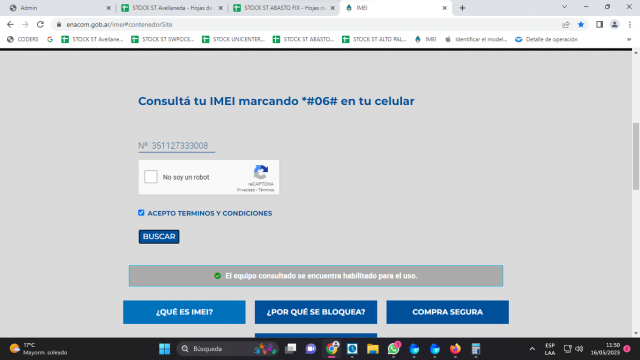 Admin
STOCK ST Avellaneda - Hojas de
STOCK ST ABASTO FIX - Hojas de
IMEI
enacom.gob.ar/imei#contenedorSite
CODERS
G
STOCK ST Avellane...
STOCK ST SWPOCE...
STOCK UNICENTER...
STOCK ST ABASTO...
STOCK ST ALTO PAL...
IMEI
Identificar el model...
Detalle de operación
Consultá tu IMEI marcando *#06# en tu celular
Nº 351127333008
No soy un robot
reCAPTCHA
Privacidad - Términos
ACEPTO TERMINOS Y CONDICIONES
BUSCAR
El equipo consultado se encuentra habilitado para el uso.
¿QUÉ ES IMEI?
¿POR QUÉ SE BLOQUEA?
COMPRA SEGURA
17°C
Mayorm. soleado
Búsqueda
ESP
LAA
11:50
16/05/2023